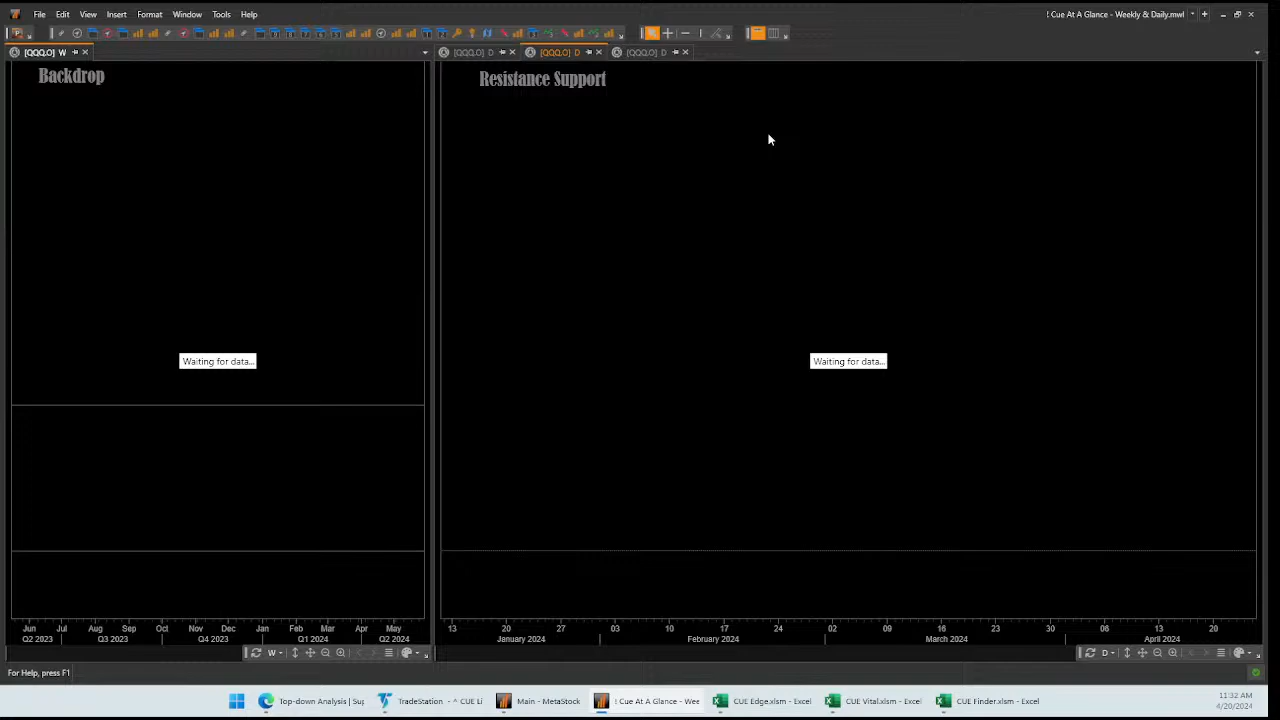 File Edit View Insert Format Window Tools Help
! Cue At A Glance - Weekly & Daily.mwl
[QQQ.O] W
[QQQ.O] D
[QQQ.O] D
[QQQ.O] D
Backdrop
Resistance Support
Waiting for data...
Waiting for data...
Jun Jul Aug Sep Oct Nov Dec Jan Feb Mar Apr May
Q2 2023 Q3 2023 Q4 2023 Q1 2024 Q2 2024
13 20 27 03 10 17 24 02 09 16 23 06 13 20
January 2024 February 2024 March 2024 April 2024
W
D
For Help, press F1
Top-down Analysis | Sup
TradeStation - ^ CUE Li
Main - MetaStock
! Cue At A Glance - Wee
CUE Edge.xlsm - Excel
CUE Vital.xlsm - Excel
CUE Finder.xlsm - Excel
11:32 AM
4/20/2024